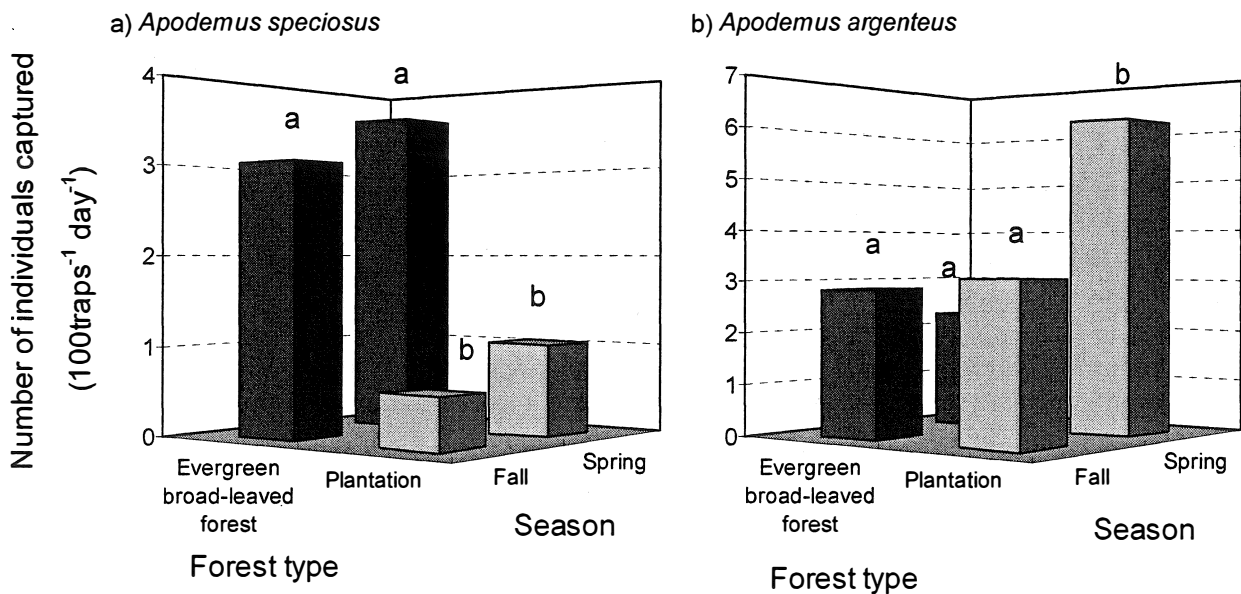 a) Apodemus speciosus
b) Apodemus argenteus
Number of individuals captured
(100traps⁻¹ day⁻¹)
4
3
2
1
0
a
a
b
b
Evergreen
broad-leaved
forest
Plantation
Fall
Spring
Season
Forest type
7
6
5
4
3
2
1
0
a
a
a
b
Evergreen
broad-leaved
forest
Plantation
Fall
Spring
Season
Forest type